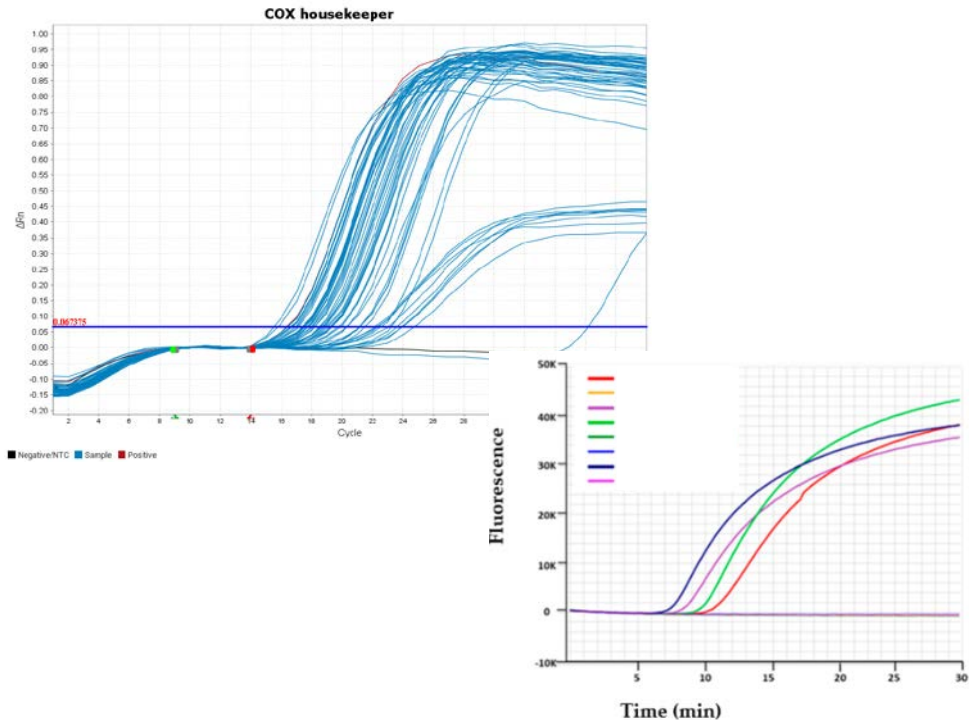 COX housekeeper
1.00
0.95
0.90
0.85
0.80
0.75
0.70
0.65
0.60
0.55
0.50
0.45
0.40
0.35
0.30
0.25
0.20
0.15
0.10
0.067375
0.05
0.00
-0.05
-0.10
-0.15
-0.20
ΔRn
2 4 6 8 10 12 14 16 18 20 22 24 26 28
Cycle
Negative/NTC Sample Positive
50K
40K
30K
20K
10K
0
-10K
Fluorescence
5 10 15 20 25 30
Time (min)